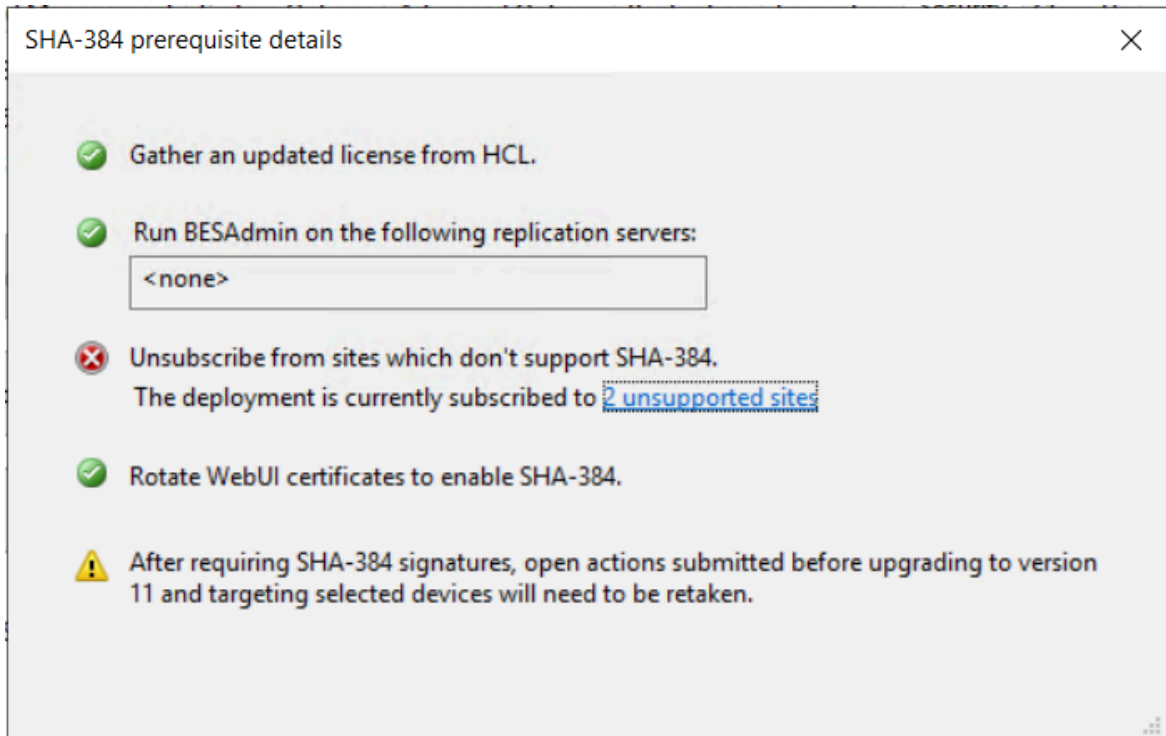 SHA-384 prerequisite details
Gather an updated license from HCL.
Run BESAdmin on the following replication servers:
<none>
Unsubscribe from sites which don't support SHA-384.
The deployment is currently subscribed to 2 unsupported sites
Rotate WebUI certificates to enable SHA-384.
After requiring SHA-384 signatures, open actions submitted before upgrading to version
11 and targeting selected devices will need to be retaken.